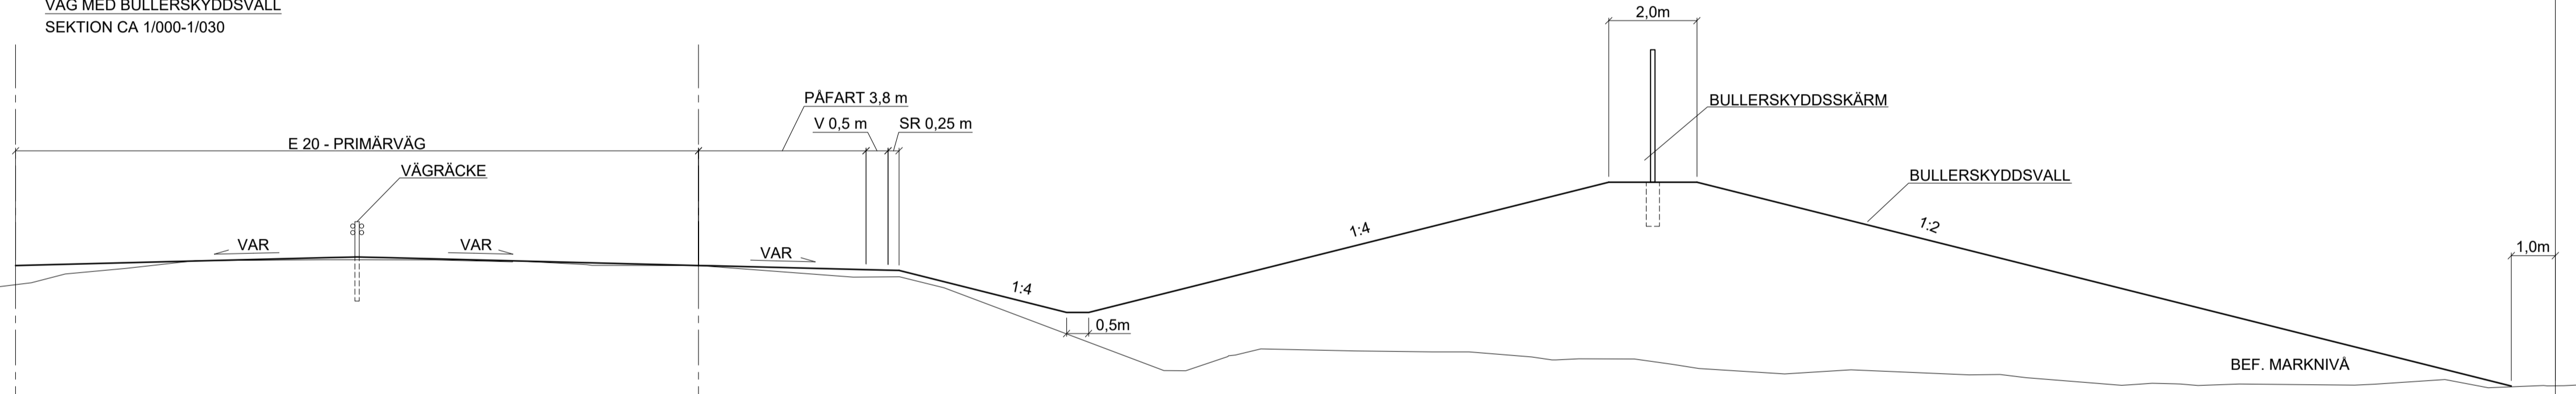 VÄG MED BULLERSKYDDSVALL
SEKTION CA 1/000-1/030
2,0m
PÅFART 3,8 m
BULLERSKYDDSSKÄRM
V 0,5 m
SR 0,25 m
E 20 - PRIMÄRVÄG
VÄGRÄCKE
BULLERSKYDDSVALL
1:4
1:2
VAR
VAR
VAR
1,0m
1:4
0,5m
BEF. MARKNIVÅ